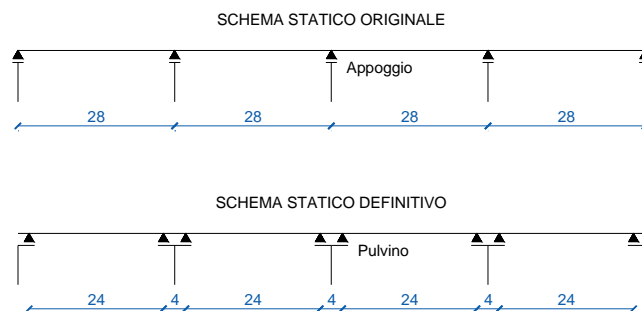 SCHEMA STATICO ORIGINALE
Appoggio
28 28 28 28
SCHEMA STATICO DEFINITIVO
Pulvino
24 4 24 4 24 4 24